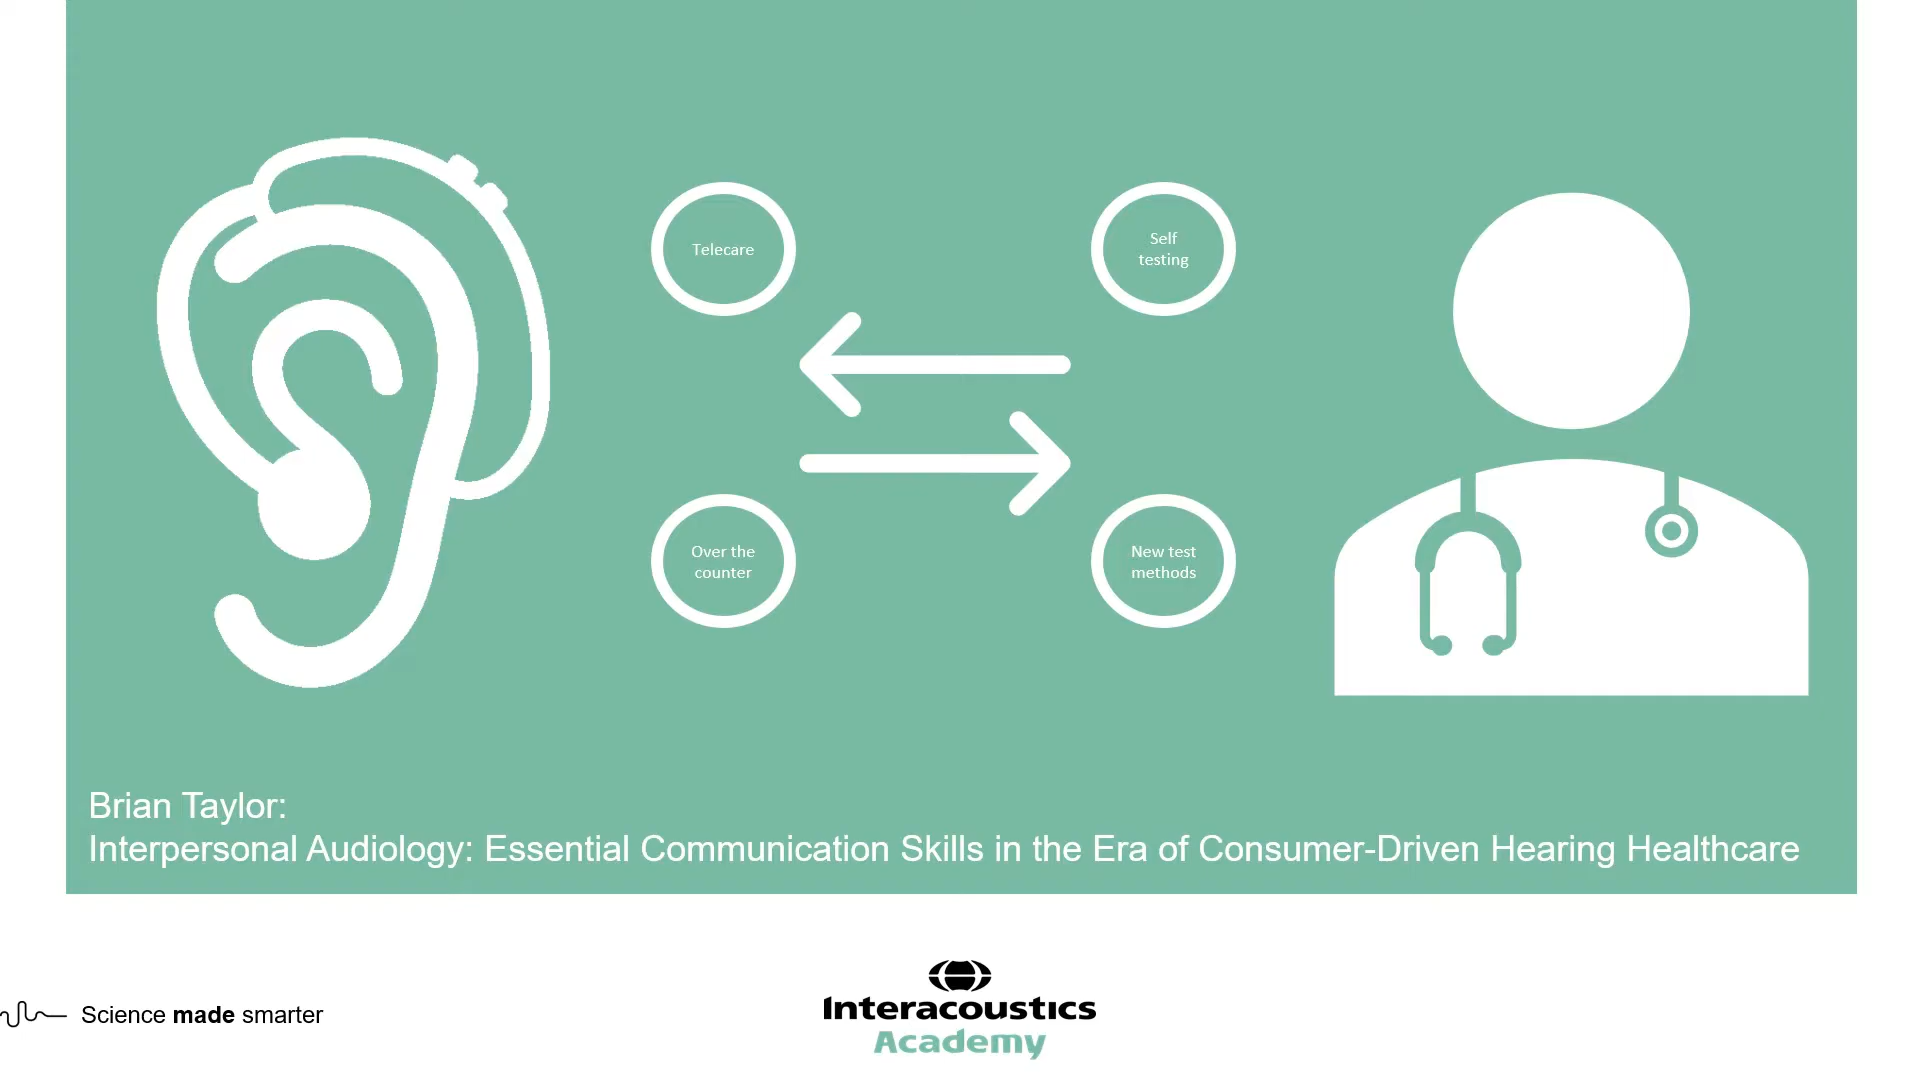 Telecare
Self
testing
Over the
counter
New test
methods
Brian Taylor:
Interpersonal Audiology: Essential Communication Skills in the Era of Consumer-Driven Hearing Healthcare
Science made smarter
Interacoustics
Academy